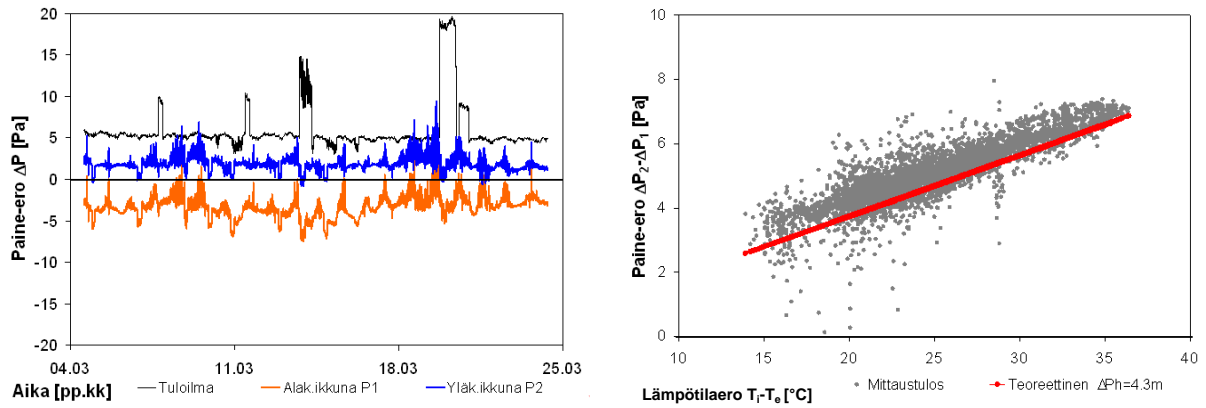 Paine-ero ΔP [Pa]
20
15
10
5
0
-5
-10
-15
-20
04.03 11.03 18.03 25.03
Aika [pp.kk]
Tuloilma Alak.ikkuna P1 Yläk.ikkuna P2
Paine-ero ΔP₂-ΔP₁ [Pa]
10
8
6
4
2
0
10 15 20 25 30 35 40
Lämpötilaero Tᵢ-Tₑ [°C]
Mittaustulos Teoreettinen ΔPh=4.3m